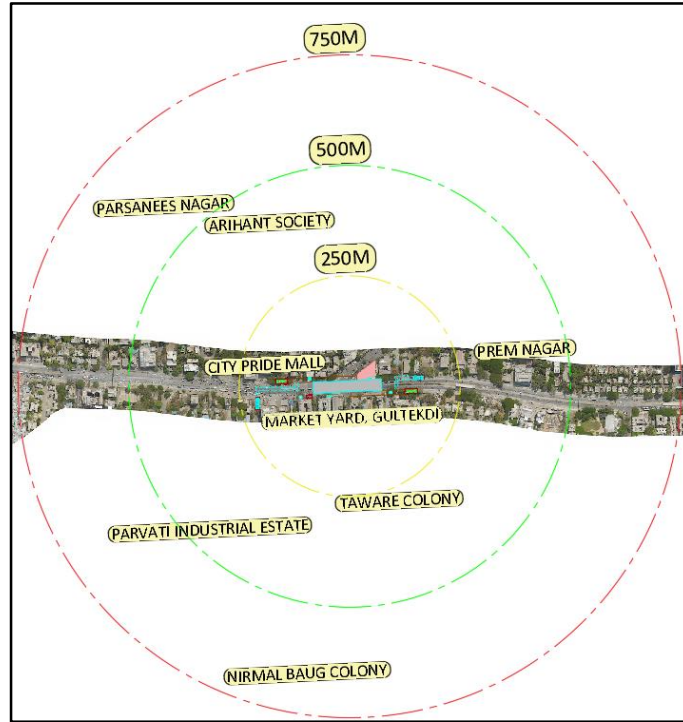 750M
500M
PARSANEES NAGAR
ARIHANT SOCIETY
250M
PREM NAGAR
CITY PRIDE MALL
MARKET YARD, GULTEKDI
TAWARE COLONY
PARVATI INDUSTRIAL ESTATE
NIRMAL BAUG COLONY